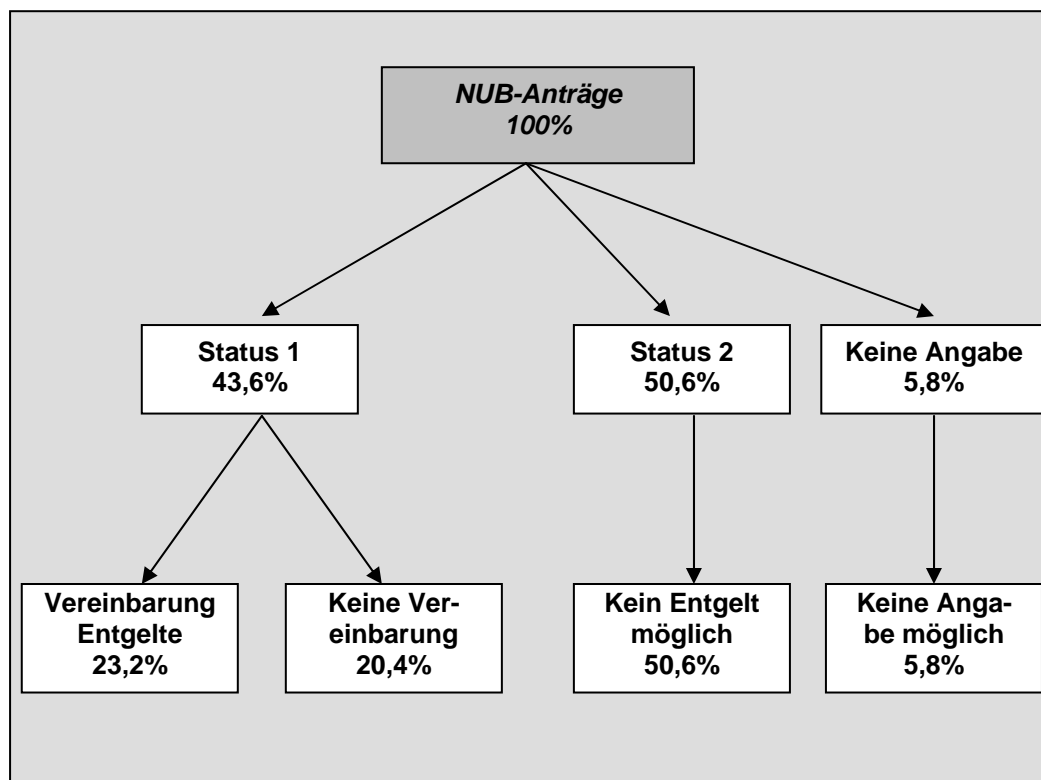 NUB-Anträge
100%
Status 1
43,6%
Status 2
50,6%
Keine Angabe
5,8%
Vereinbarung
Entgelte
23,2%
Keine Ver-
einbarung
20,4%
Kein Entgelt
möglich
50,6%
Keine Anga-
be möglich
5,8%